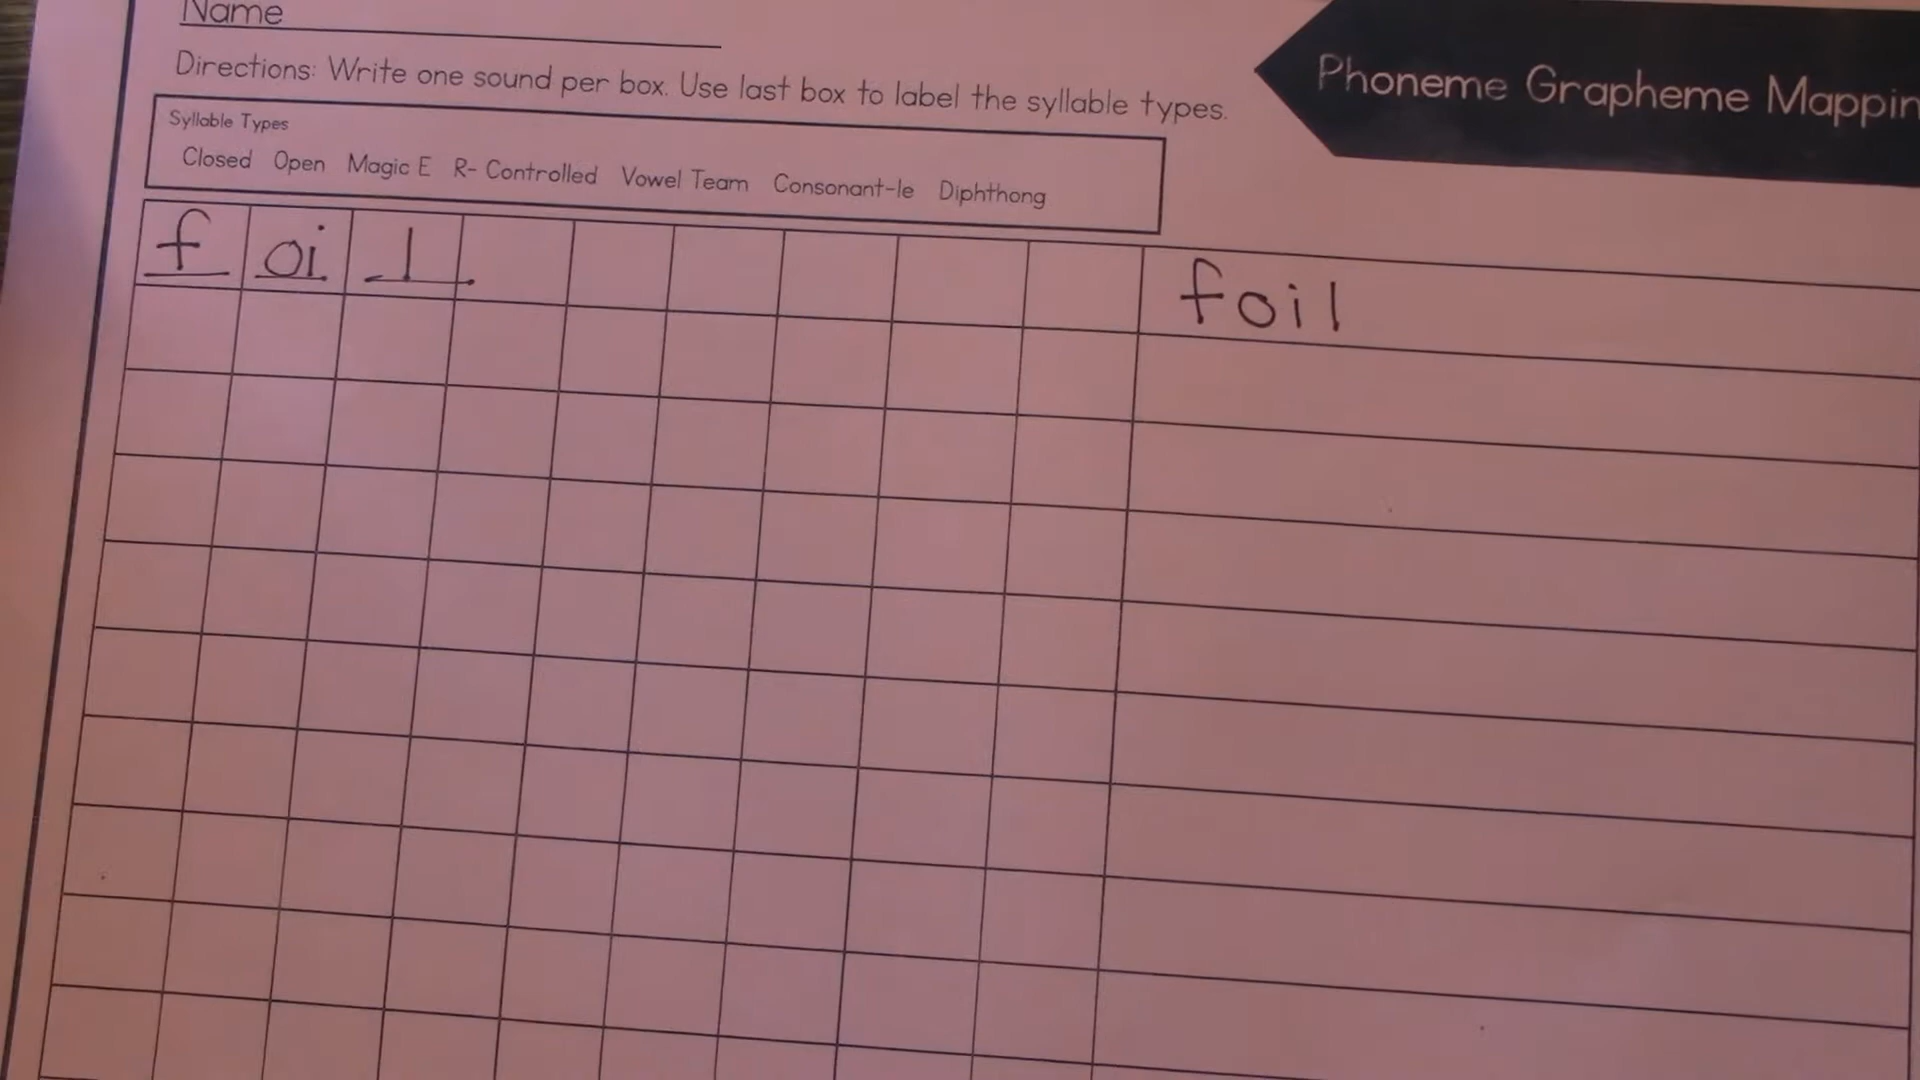 Name
Phoneme Grapheme Mappin
Directions: Write one sound per box. Use last box to label the syllable types.
Syllable Types
Closed Open Magic E R- Controlled Vowel Team Consonant-le Diphthong
f oi l foil